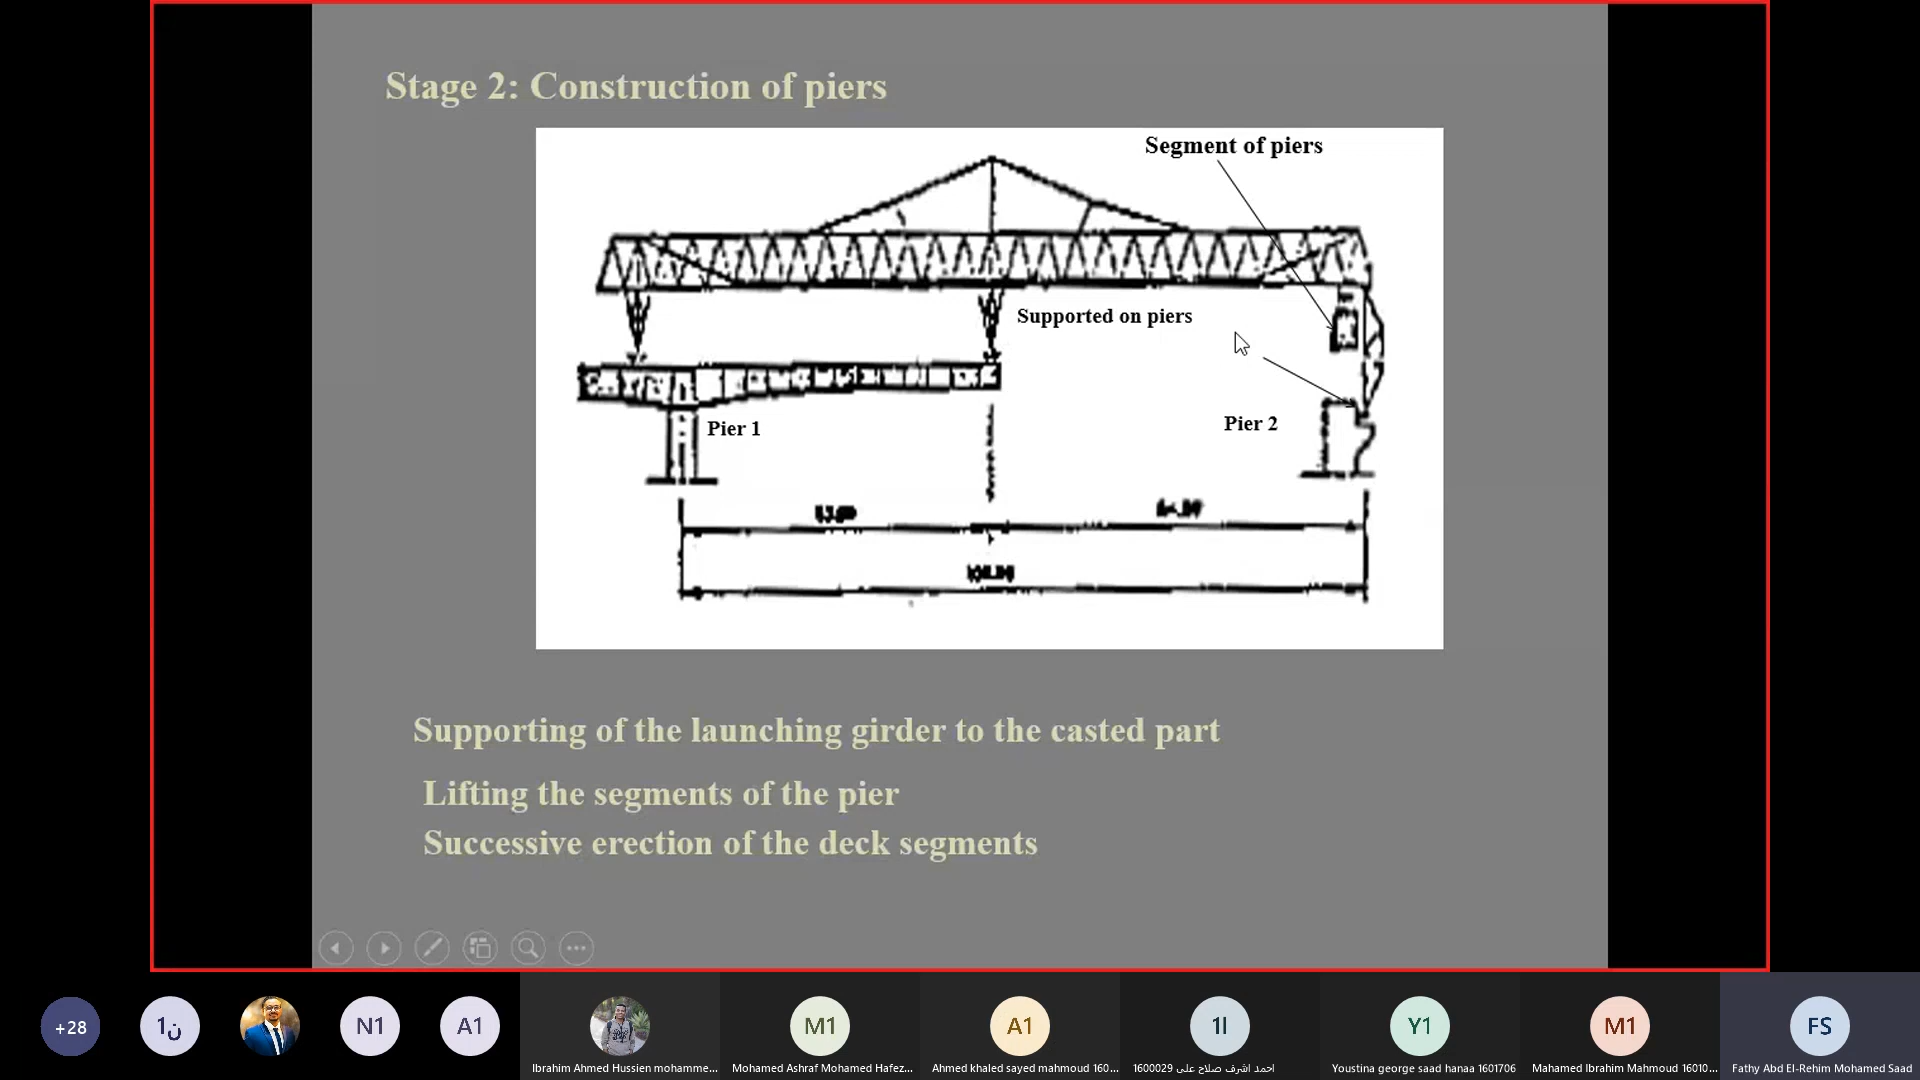 Stage 2: Construction of piers
Segment of piers
Supported on piers
Pier 1
Pier 2
Supporting of the launching girder to the casted part
Lifting the segments of the pier
Successive erection of the deck segments
+28
ن1
N1
A1
M1
A1
1ا
Y1
M1
FS
Ibrahim Ahmed Hussien mohamme...
Mohamed Ashraf Mohamed Hafez...
Ahmed khaled sayed mahmoud 160...
احمد اشرف صلاح على 1600029
Youstina george saad hanaa 1601706
Mahamed Ibrahim Mahmoud 16010...
Fathy Abd El-Rehim Mohamed Saad